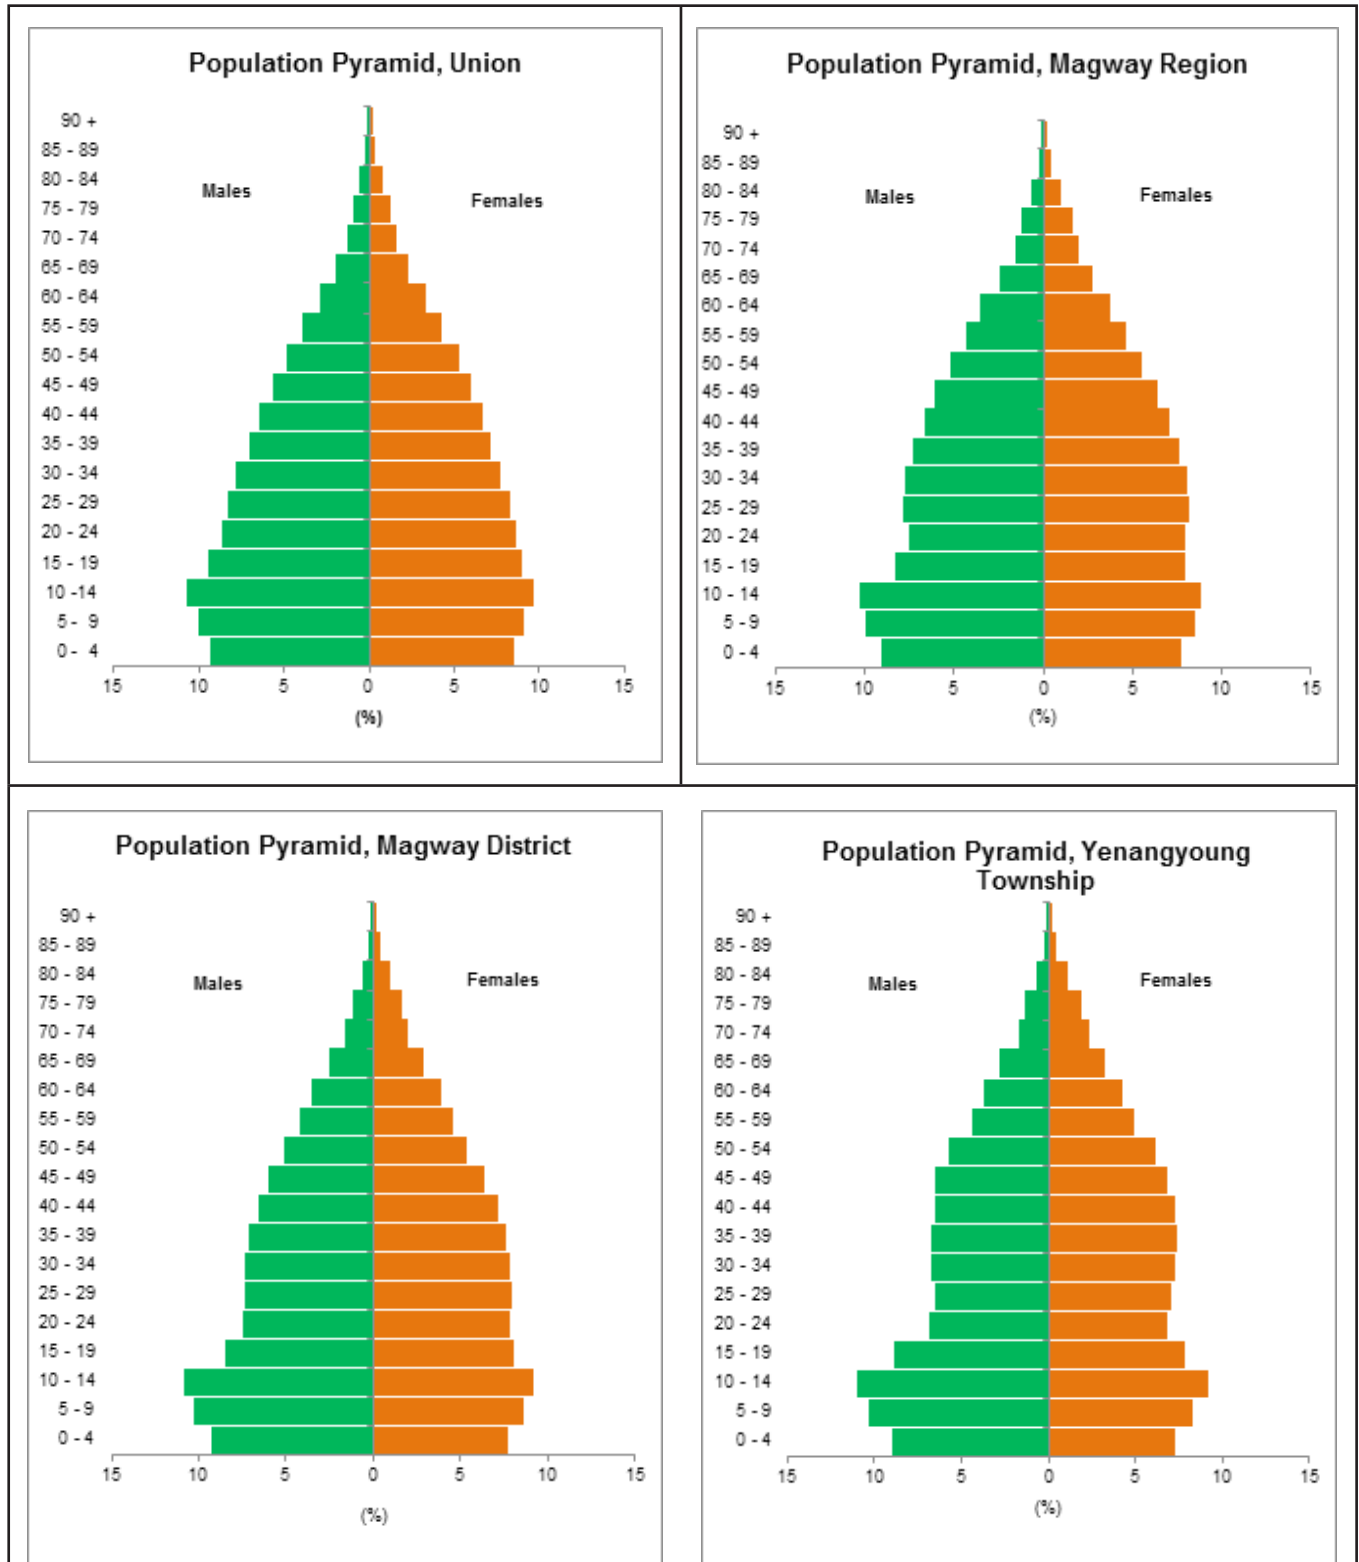 Population Pyramid, Union
90 +
85 - 89
80 - 84
75 - 79
70 - 74
65 - 69
60 - 64
55 - 59
50 - 54
45 - 49
40 - 44
35 - 39
30 - 34
25 - 29
20 - 24
15 - 19
10 -14
5 - 9
0 - 4
Males
Females
15 10 5 0 5 10 15
(%)
Population Pyramid, Magway Region
90 +
85 - 89
80 - 84
75 - 79
70 - 74
65 - 69
60 - 64
55 - 59
50 - 54
45 - 49
40 - 44
35 - 39
30 - 34
25 - 29
20 - 24
15 - 19
10 - 14
5 - 9
0 - 4
Males
Females
15 10 5 0 5 10 15
(%)
Population Pyramid, Magway District
90 +
85 - 89
80 - 84
75 - 79
70 - 74
65 - 69
60 - 64
55 - 59
50 - 54
45 - 49
40 - 44
35 - 39
30 - 34
25 - 29
20 - 24
15 - 19
10 - 14
5 - 9
0 - 4
Males
Females
15 10 5 0 5 10 15
(%)
Population Pyramid, Yenangyoung
Township
90 +
85 - 89
80 - 84
75 - 79
70 - 74
65 - 69
60 - 64
55 - 59
50 - 54
45 - 49
40 - 44
35 - 39
30 - 34
25 - 29
20 - 24
15 - 19
10 - 14
5 - 9
0 - 4
Males
Females
15 10 5 0 5 10 15
(%)